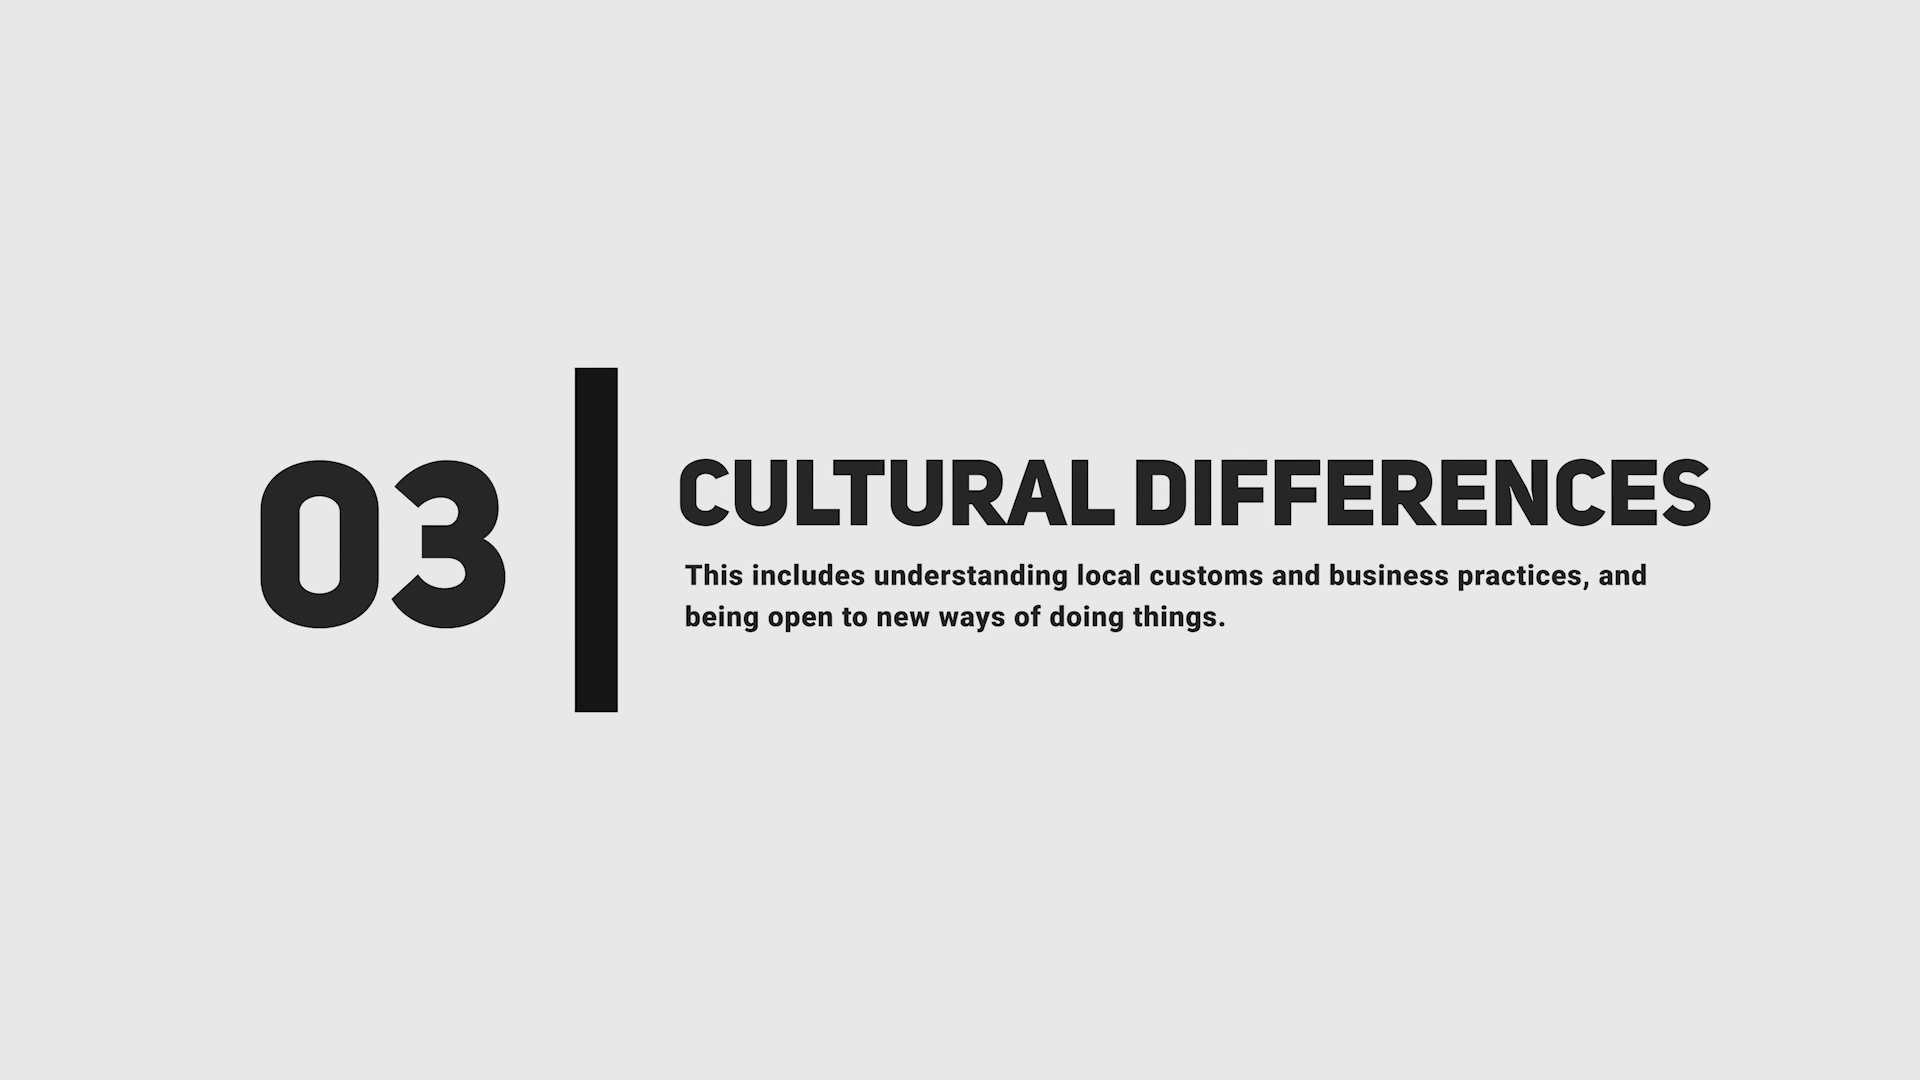 03
CULTURAL DIFFERENCES
This includes understanding local customs and business practices, and
being open to new ways of doing things.